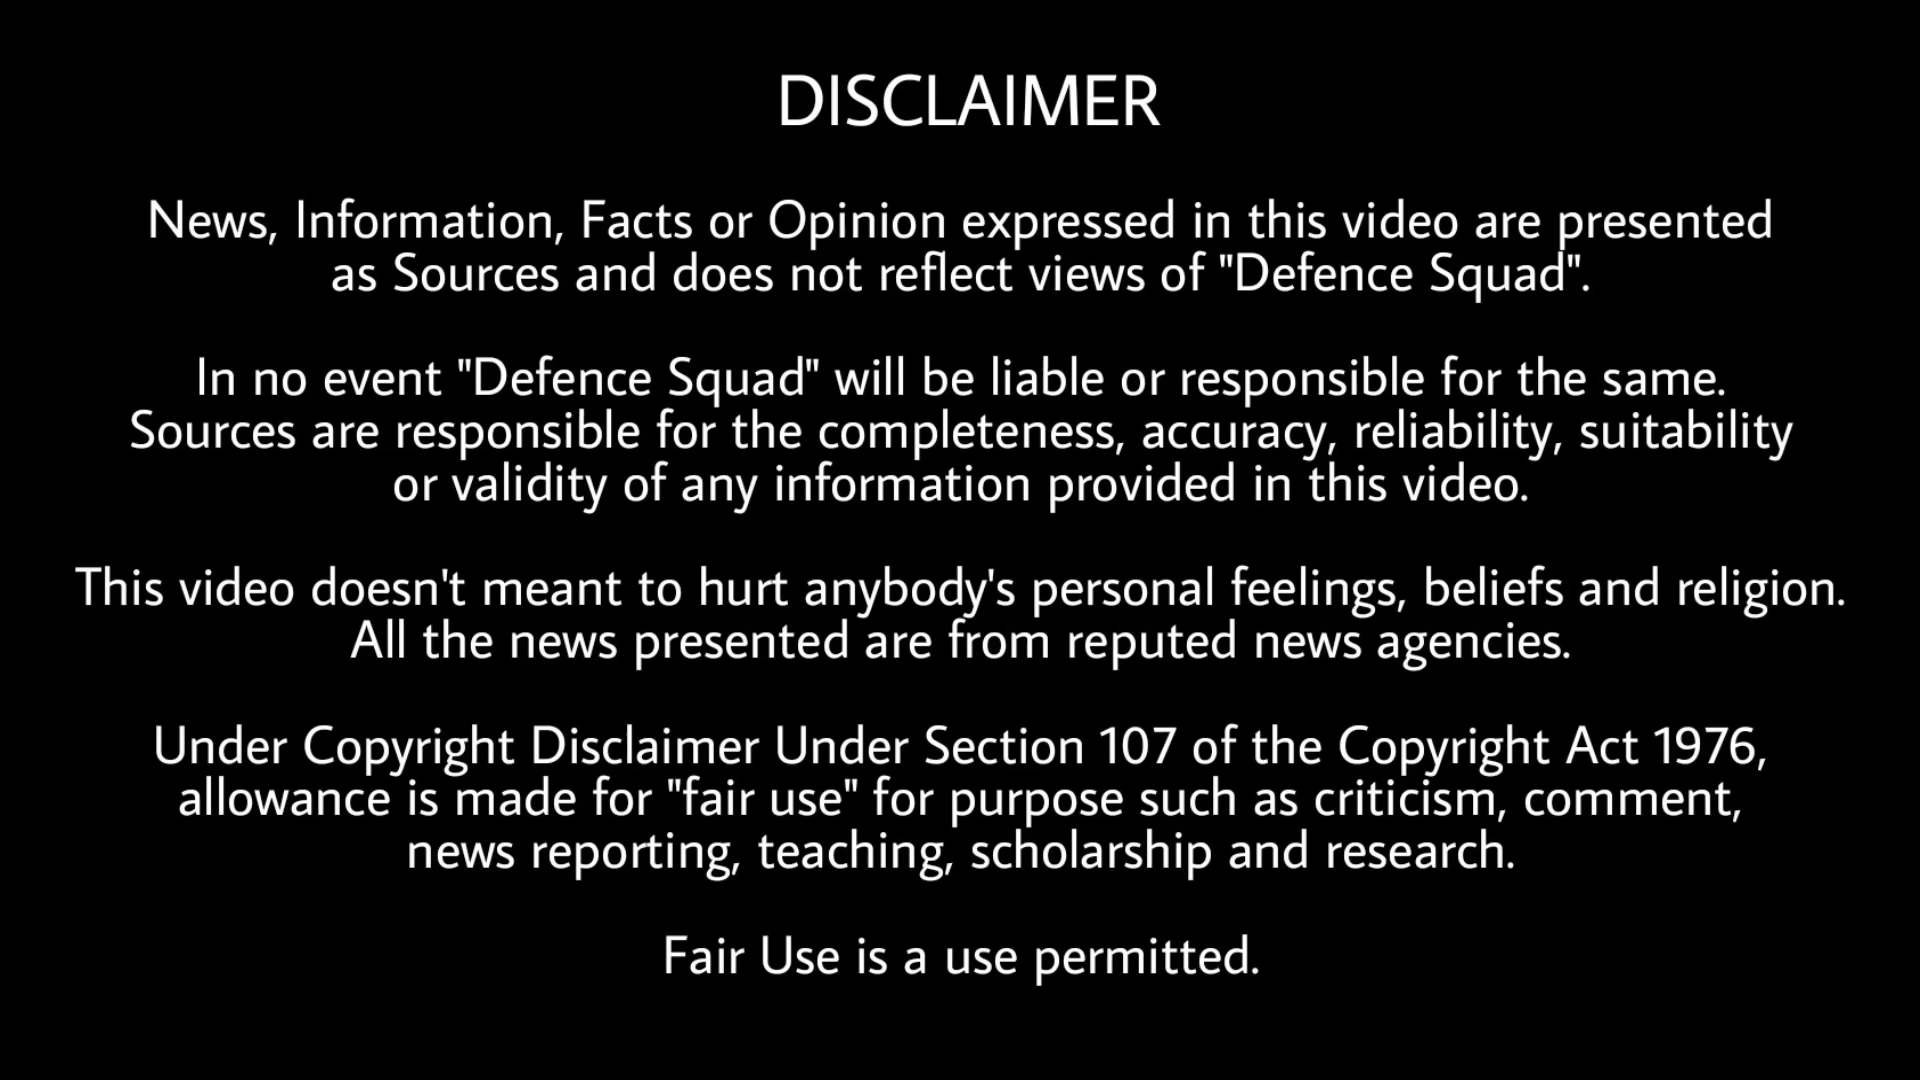 DISCLAIMER
News, Information, Facts or Opinion expressed in this video are presented
as Sources and does not reflect views of "Defence Squad".
In no event "Defence Squad" will be liable or responsible for the same.
Sources are responsible for the completeness, accuracy, reliability, suitability
or validity of any information provided in this video.
This video doesn't meant to hurt anybody's personal feelings, beliefs and religion.
All the news presented are from reputed news agencies.
Under Copyright Disclaimer Under Section 107 of the Copyright Act 1976,
allowance is made for "fair use" for purpose such as criticism, comment,
news reporting, teaching, scholarship and research.
Fair Use is a use permitted.